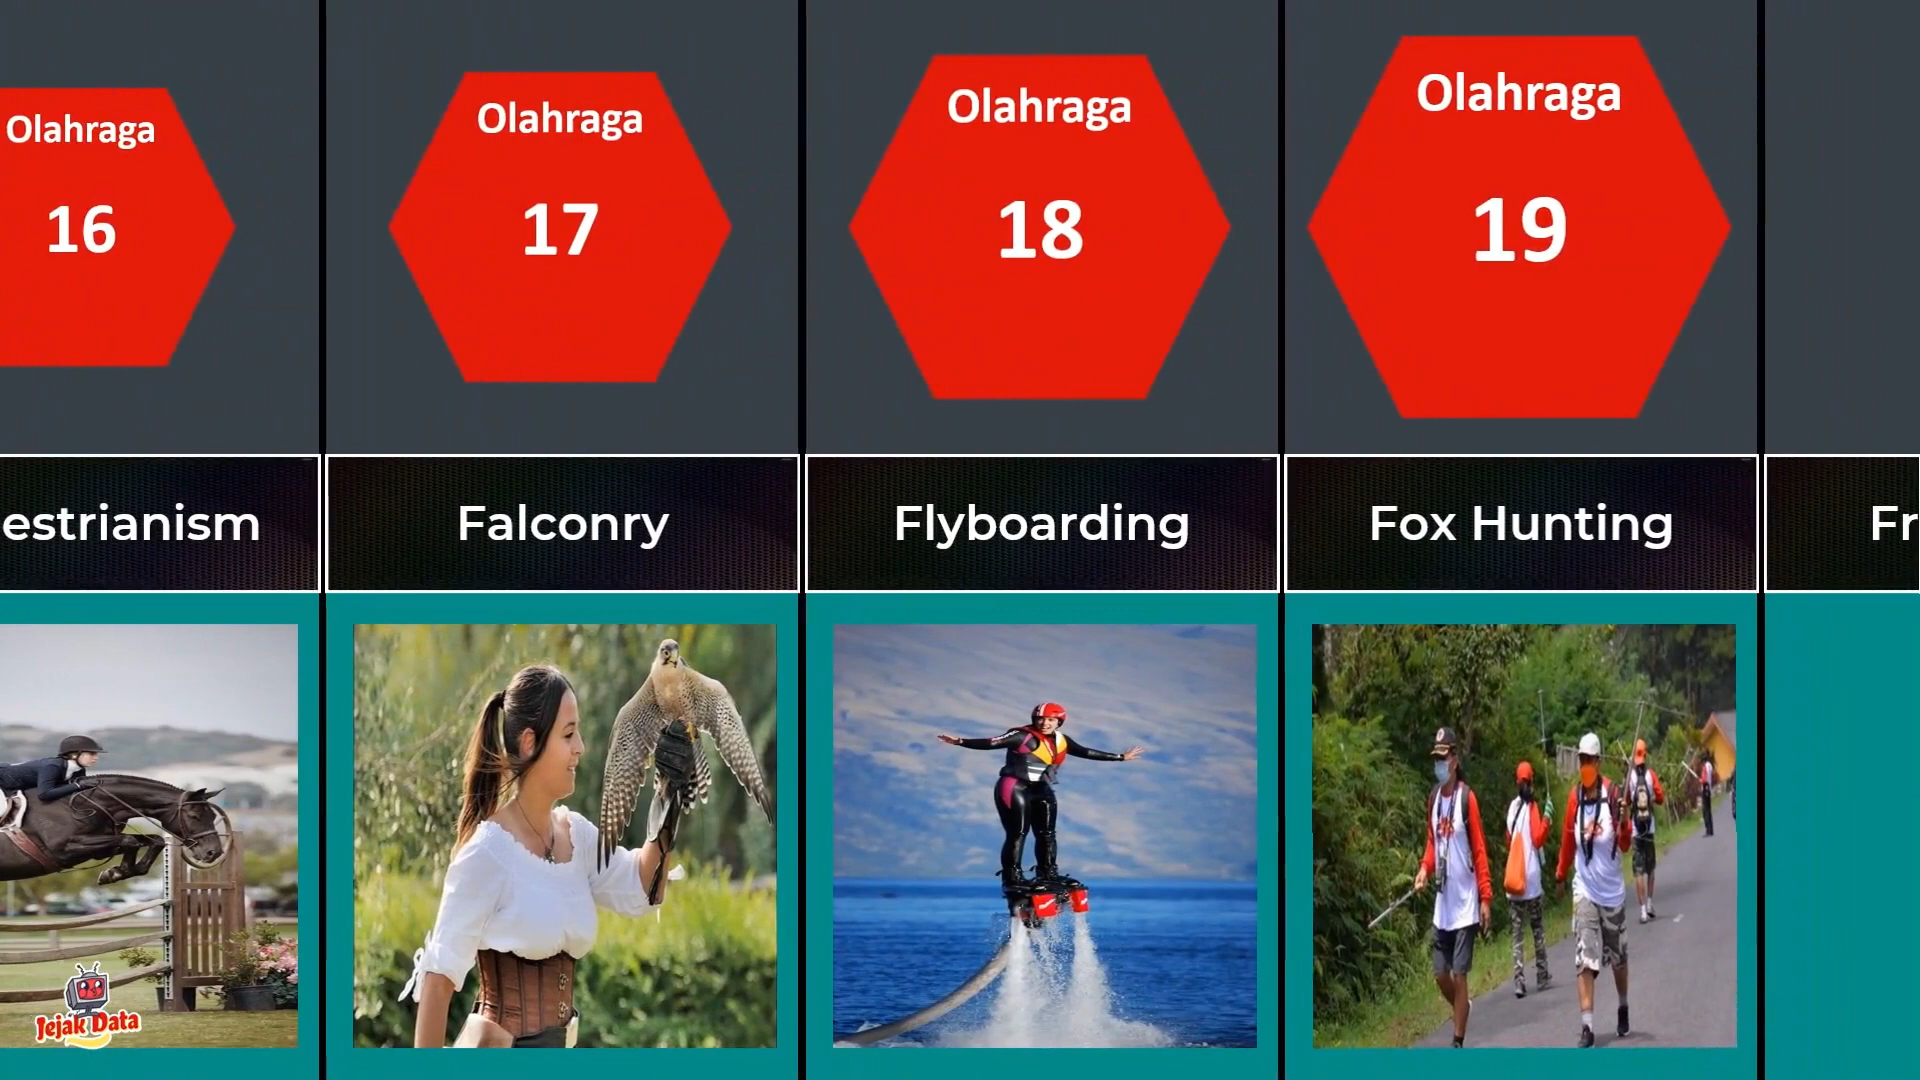 Olahraga
16
Olahraga
17
Olahraga
18
Olahraga
19
estrianism
Falconry
Flyboarding
Fox Hunting
Fr
Jejak Data